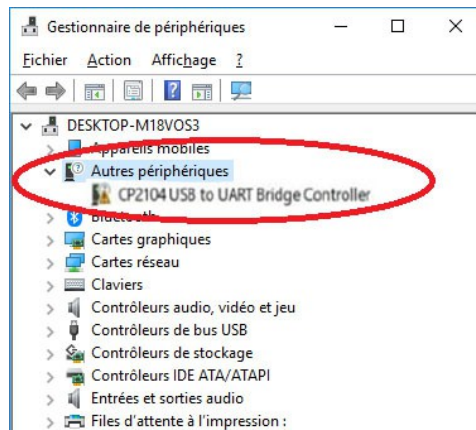 Gestionnaire de périphériques
Fichier Action Affichage ?
DESKTOP-M18VOS3
Appareils mobiles
Autres périphériques
CP2104 USB to UART Bridge Controller
Bluetooth
Cartes graphiques
Cartes réseau
Claviers
Contrôleurs audio, vidéo et jeu
Contrôleurs de bus USB
Contrôleurs de stockage
Contrôleurs IDE ATA/ATAPI
Entrées et sorties audio
Files d'attente à l'impression :